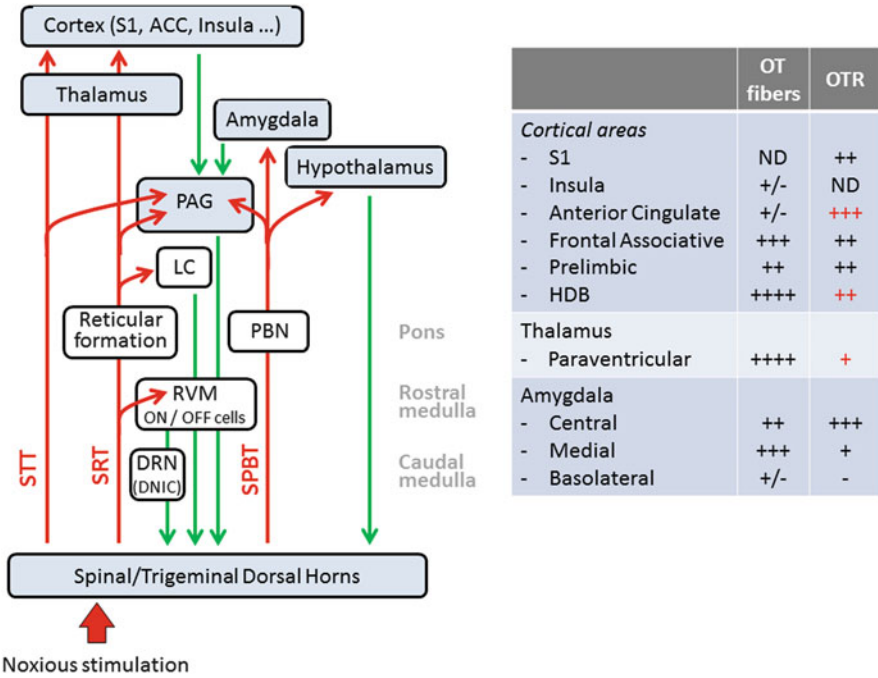 Cortex (S1, ACC, Insula ...)
Thalamus
Amygdala
Hypothalamus
PAG
LC
Reticular
formation
PBN
Pons
RVM
ON / OFF cells
Rostral
medulla
DRN
(DNIC)
Caudal
medulla
STT
SRT
SPBT
Spinal/Trigeminal Dorsal Horns
Noxious stimulation
OT
fibers OTR
Cortical areas
- S1 ND ++
- Insula +/- ND
- Anterior Cingulate +/- +++
- Frontal Associative +++ ++
- Prelimbic ++ ++
- HDB ++++ ++
Thalamus
- Paraventricular ++++ +
Amygdala
- Central ++ +++
- Medial +++ +
- Basolateral +/- -